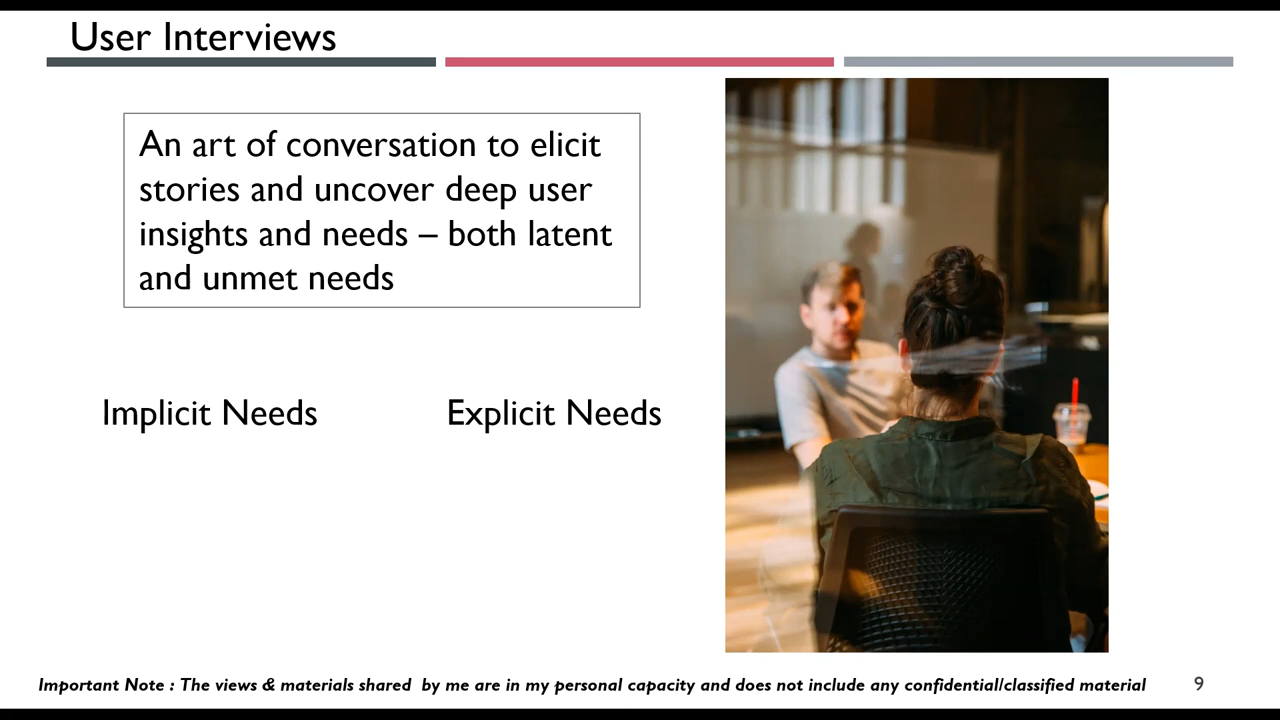 User Interviews
An art of conversation to elicit
stories and uncover deep user
insights and needs – both latent
and unmet needs
Implicit Needs
Explicit Needs
Important Note : The views & materials shared  by me are in my personal capacity and does not include any confidential/classified material
9